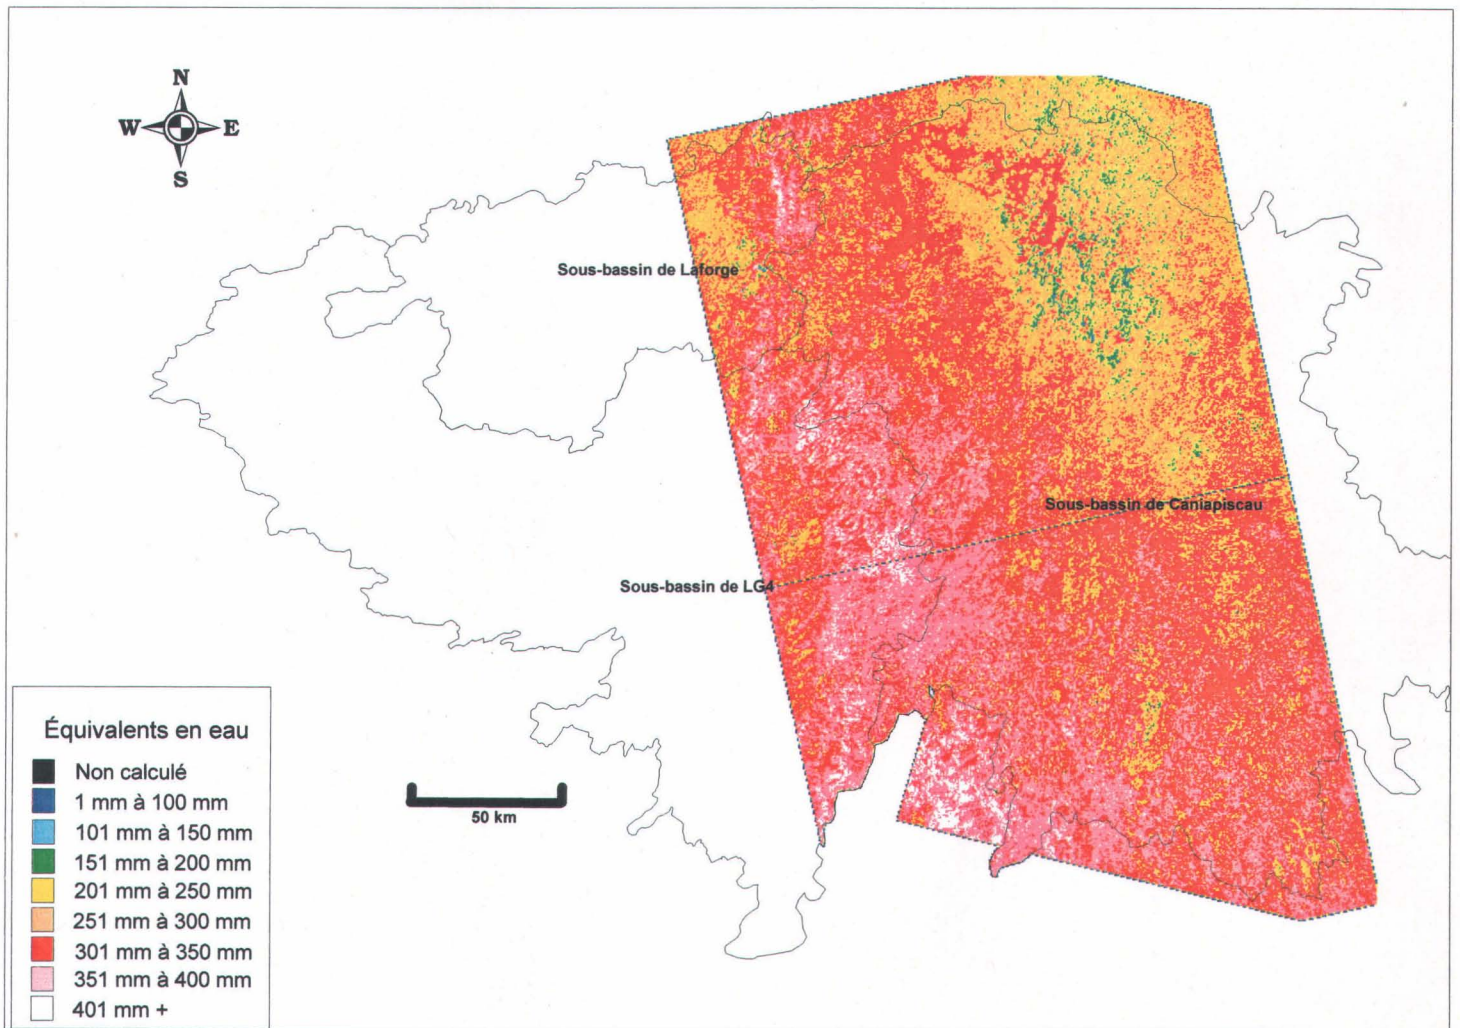 N
W E
S
Sous-bassin de Laforge
Sous-bassin de Caniapiscau
Sous-bassin de LG4
Équivalents en eau
Non calculé
1 mm à 100 mm
101 mm à 150 mm
151 mm à 200 mm
201 mm à 250 mm
251 mm à 300 mm
301 mm à 350 mm
351 mm à 400 mm
401 mm +
50 km